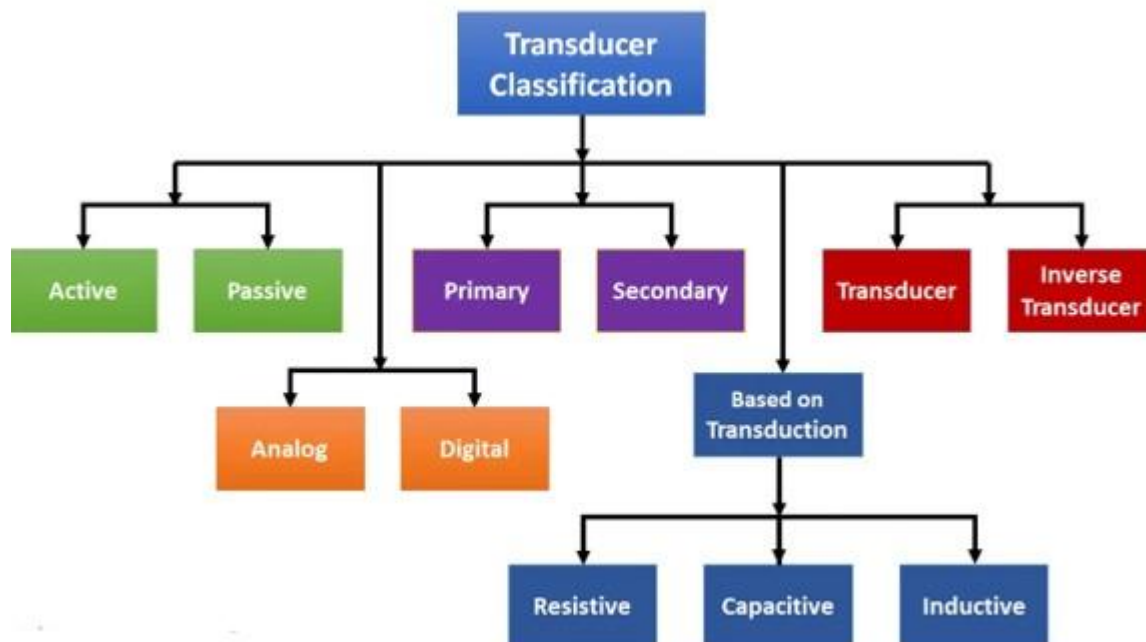 Transducer
Classification
Active
Passive
Primary
Secondary
Transducer
Inverse
Transducer
Analog
Digital
Based on
Transduction
Resistive
Capacitive
Inductive